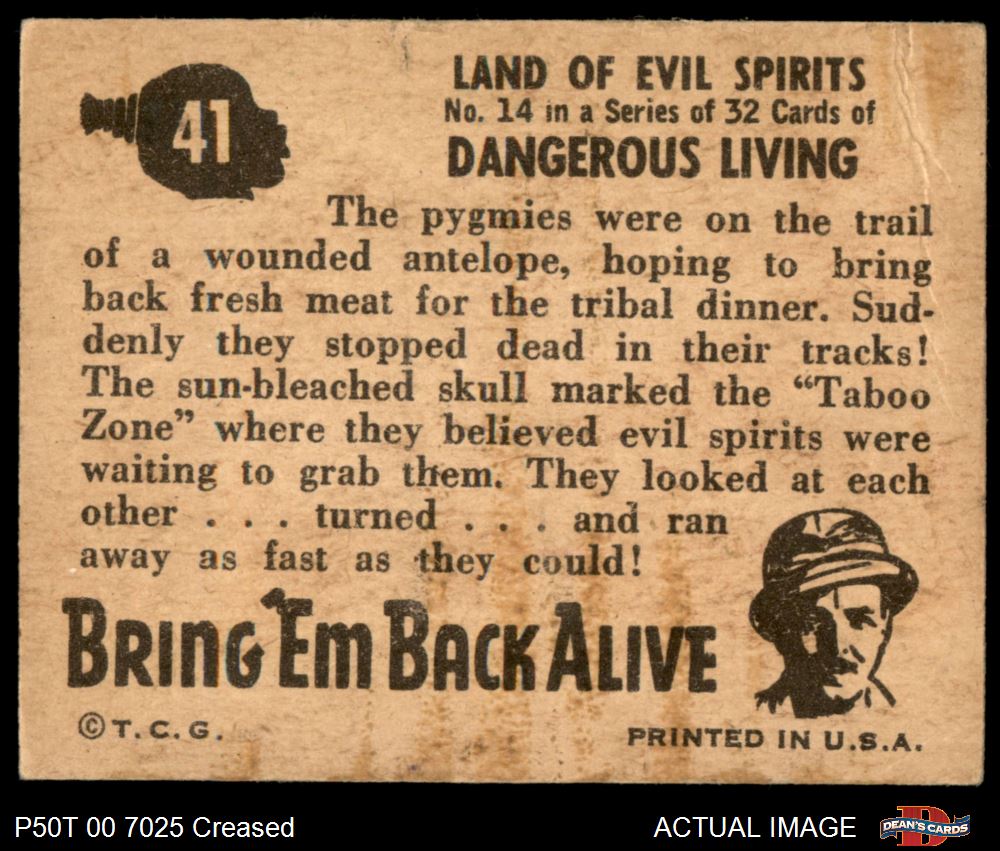 41
LAND OF EVIL SPIRITS
No. 14 in a Series of 32 Cards of
DANGEROUS LIVING
The pygmies were on the trail
of a wounded antelope, hoping to bring
back fresh meat for the tribal dinner. Sud-
denly they stopped dead in their tracks!
The sun-bleached skull marked the “Taboo
Zone” where they believed evil spirits were
waiting to grab them. They looked at each
other . . . turned . . . and ran
away as fast as they could!
BRING 'EM BACK ALIVE
© T. C. G.
PRINTED IN U.S.A.
P50T 00 7025 Creased
ACTUAL IMAGE
D
DEAN'S CARDS